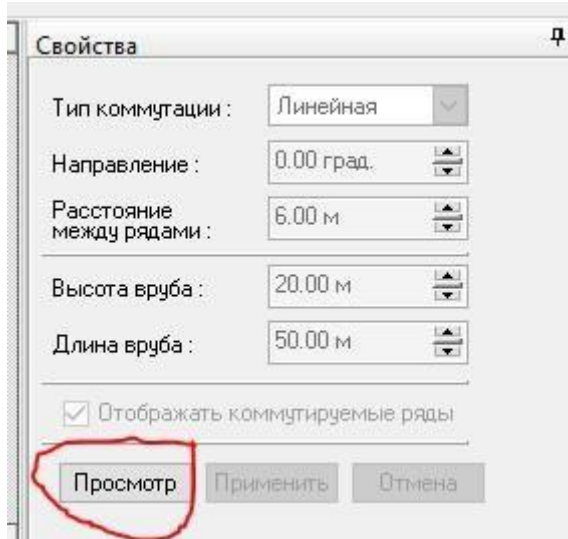 Свойства
Тип коммутации : Линейная
Направление : 0.00 град.
Расстояние
между рядами : 6.00 м
Высота вруба : 20.00 м
Длина вруба : 50.00 м
Отображать коммутируемые ряды
Просмотр Применить Отмена